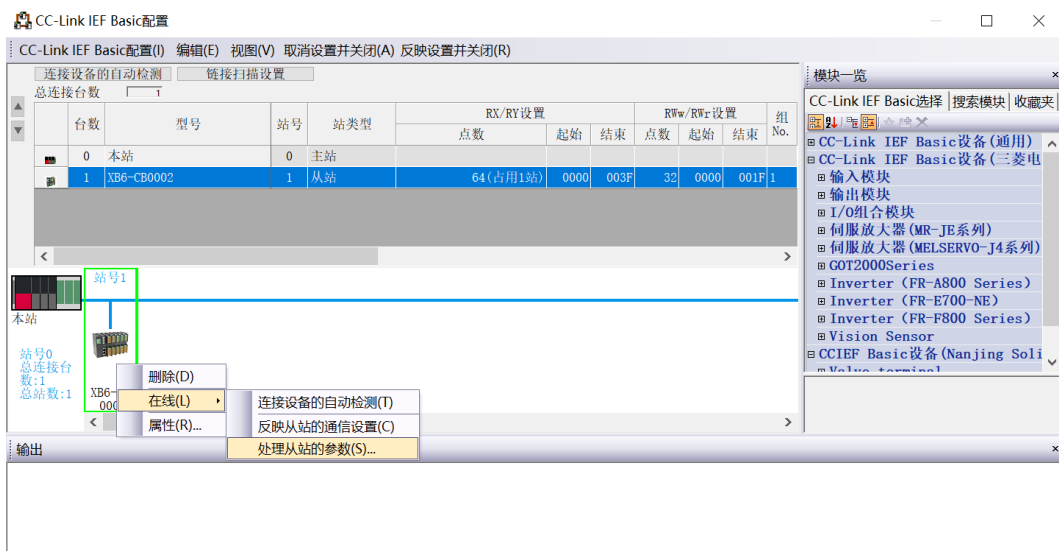 CC-Link IEF Basic配置
CC-Link IEF Basic配置(I) 编辑(E) 视图(V) 取消设置并关闭(A) 反映设置并关闭(R)
连接设备的自动检测 链接扫描设置
总连接台数 1
台数 型号 站号 站类型 RX/RY设置 RWw/RWr设置 组No.
点数 起始 结束 点数 起始 结束
0 本站 0 主站
1 XB6-CB0002 1 从站 64(占用1站) 0000 003F 32 0000 001F 1
站号1
本站
站号0
总连接台
数:1
总站数:1
XB6-
000
删除(D)
在线(L)
属性(R)...
连接设备的自动检测(T)
反映从站的通信设置(C)
处理从站的参数(S)...
模块一览
CC-Link IEF Basic选择 搜索模块 收藏夹
CC-Link IEF Basic设备(通用)
CC-Link IEF Basic设备(三菱电
输入模块
输出模块
I/O组合模块
伺服放大器(MR-JE系列)
伺服放大器(MELSERVO-J4系列)
GOT2000Series
Inverter (FR-A800 Series)
Inverter (FR-E700-NE)
Inverter (FR-F800 Series)
Vision Sensor
CCIEF Basic设备(Nanjing Soli
Valve terminal
输出